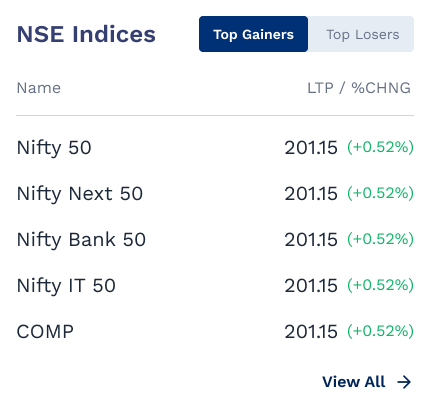 NSE Indices
Top Gainers Top Losers
Name LTP / %CHNG
Nifty 50 201.15 (+0.52%)
Nifty Next 50 201.15 (+0.52%)
Nifty Bank 50 201.15 (+0.52%)
Nifty IT 50 201.15 (+0.52%)
COMP 201.15 (+0.52%)
View All →